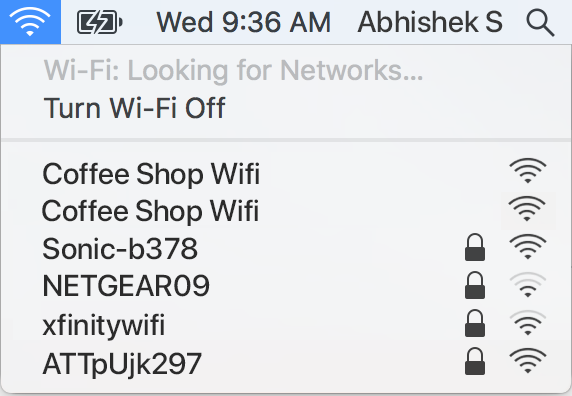 Wed 9:36 AM Abhishek S
Wi-Fi: Looking for Networks...
Turn Wi-Fi Off
Coffee Shop Wifi
Coffee Shop Wifi
Sonic-b378
NETGEAR09
xfinitywifi
ATTpUjk297